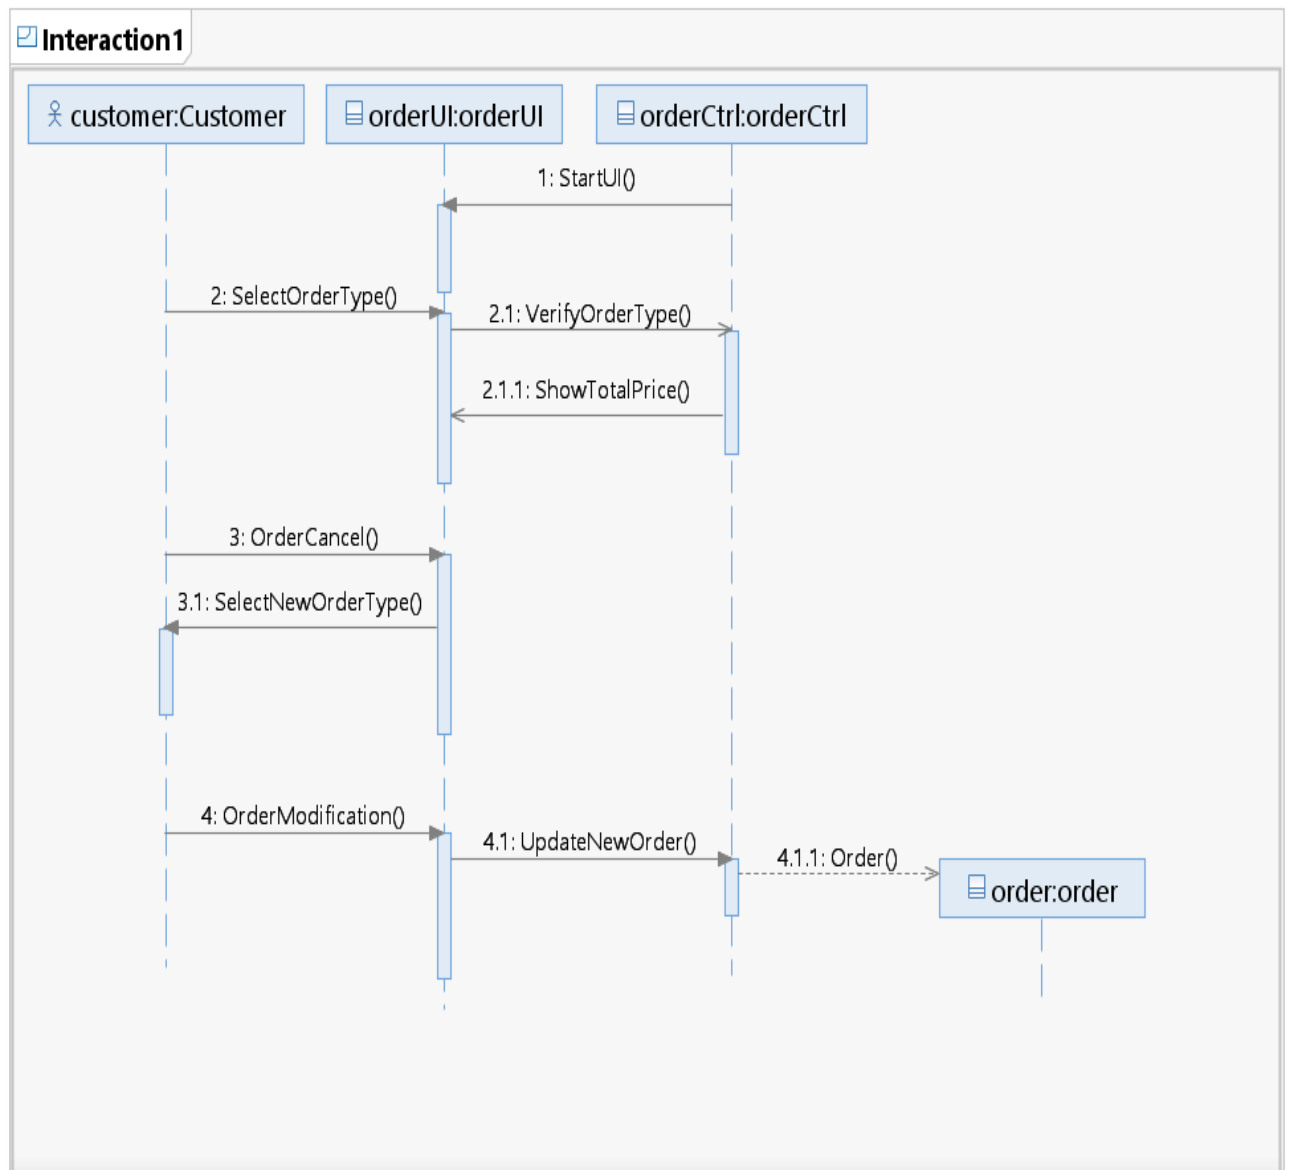 Interaction1
customer:Customer
orderUI:orderUI
orderCtrl:orderCtrl
1: StartUI()
2: SelectOrderType()
2.1: VerifyOrderType()
2.1.1: ShowTotalPrice()
3: OrderCancel()
3.1: SelectNewOrderType()
4: OrderModification()
4.1: UpdateNewOrder()
4.1.1: Order()
order:order